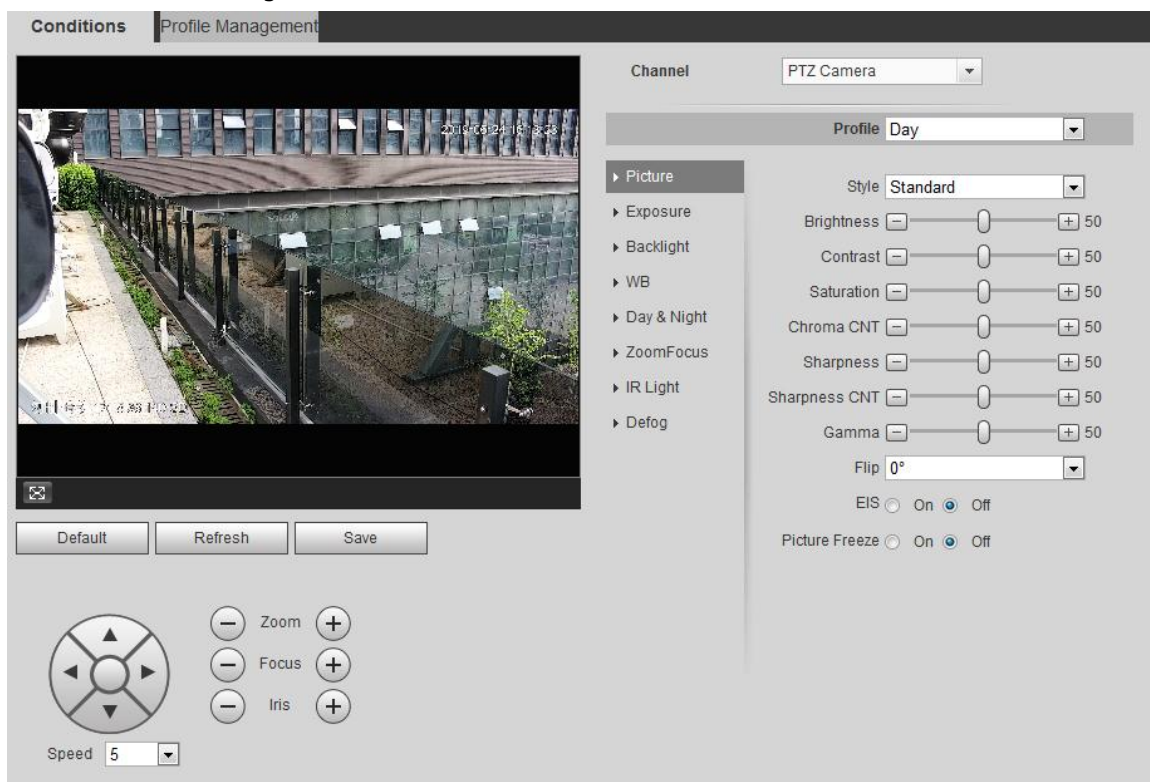 Conditions Profile Management
Channel PTZ Camera
Profile Day
Picture
Exposure
Backlight
WB
Day & Night
ZoomFocus
IR Light
Defog
Style Standard
Brightness 50
Contrast 50
Saturation 50
Chroma CNT 50
Sharpness 50
Sharpness CNT 50
Gamma 50
Flip 0°
EIS On Off
Picture Freeze On Off
Default Refresh Save
Zoom
Focus
Iris
Speed 5